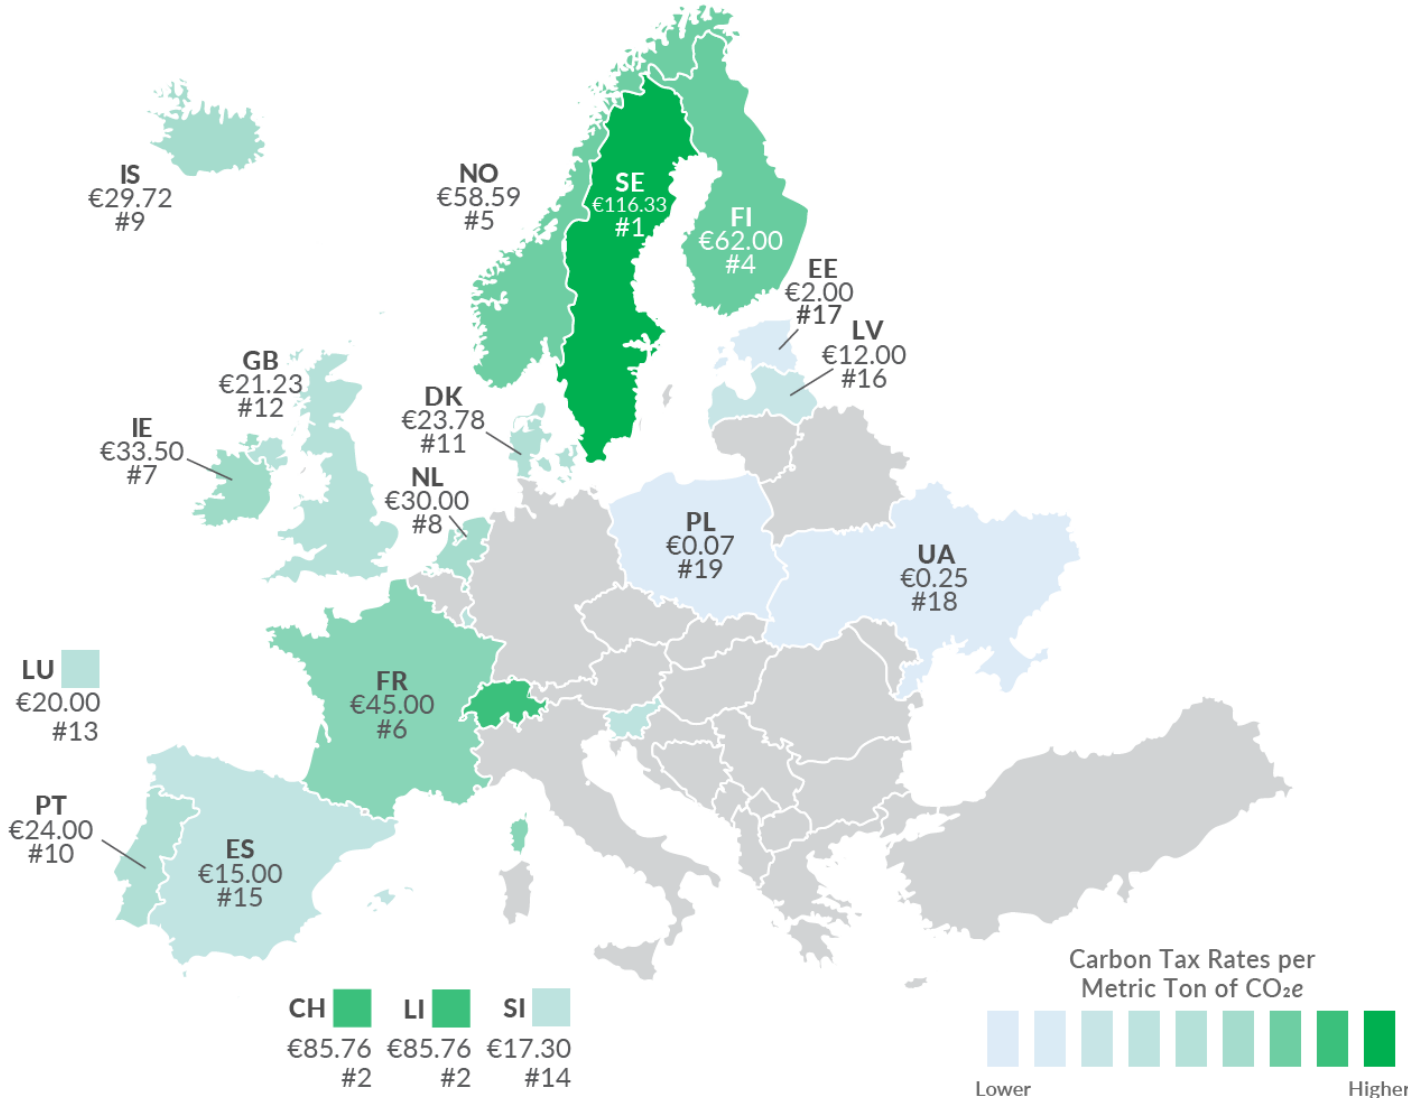 IS
€29.72
#9
NO
€58.59
#5
SE
€116.33
#1
FI
€62.00
#4
EE
€2.00
#17
LV
€12.00
#16
GB
€21.23
#12
DK
€23.78
#11
IE
€33.50
#7
NL
€30.00
#8
PL
€0.07
#19
UA
€0.25
#18
LU
€20.00
#13
FR
€45.00
#6
PT
€24.00
#10
ES
€15.00
#15
CH
€85.76
#2
LI
€85.76
#2
SI
€17.30
#14
Carbon Tax Rates per
Metric Ton of CO₂e
Lower
Higher